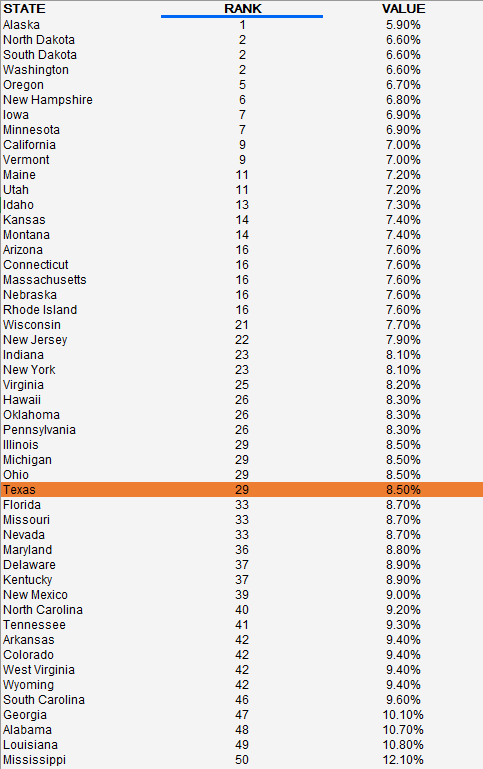 STATE RANK VALUE
Alaska 1 5.90%
North Dakota 2 6.60%
South Dakota 2 6.60%
Washington 2 6.60%
Oregon 5 6.70%
New Hampshire 6 6.80%
Iowa 7 6.90%
Minnesota 7 6.90%
California 9 7.00%
Vermont 9 7.00%
Maine 11 7.20%
Utah 11 7.20%
Idaho 13 7.30%
Kansas 14 7.40%
Montana 14 7.40%
Arizona 16 7.60%
Connecticut 16 7.60%
Massachusetts 16 7.60%
Nebraska 16 7.60%
Rhode Island 16 7.60%
Wisconsin 21 7.70%
New Jersey 22 7.90%
Indiana 23 8.10%
New York 23 8.10%
Virginia 25 8.20%
Hawaii 26 8.30%
Oklahoma 26 8.30%
Pennsylvania 26 8.30%
Illinois 29 8.50%
Michigan 29 8.50%
Ohio 29 8.50%
Texas 29 8.50%
Florida 33 8.70%
Missouri 33 8.70%
Nevada 33 8.70%
Maryland 36 8.80%
Delaware 37 8.90%
Kentucky 37 8.90%
New Mexico 39 9.00%
North Carolina 40 9.20%
Tennessee 41 9.30%
Arkansas 42 9.40%
Colorado 42 9.40%
West Virginia 42 9.40%
Wyoming 42 9.40%
South Carolina 46 9.60%
Georgia 47 10.10%
Alabama 48 10.70%
Louisiana 49 10.80%
Mississippi 50 12.10%